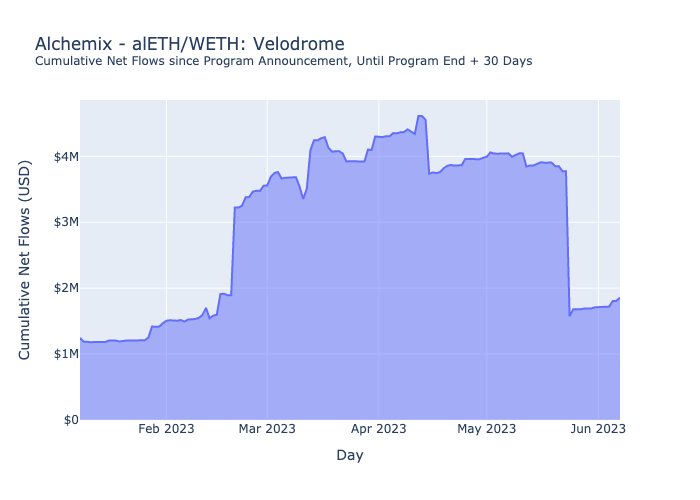 Alchemix - alETH/WETH: Velodrome
Cumulative Net Flows since Program Announcement, Until Program End + 30 Days
Cumulative Net Flows (USD)
$4M
$3M
$2M
$1M
$0
Feb 2023 Mar 2023 Apr 2023 May 2023 Jun 2023
Day